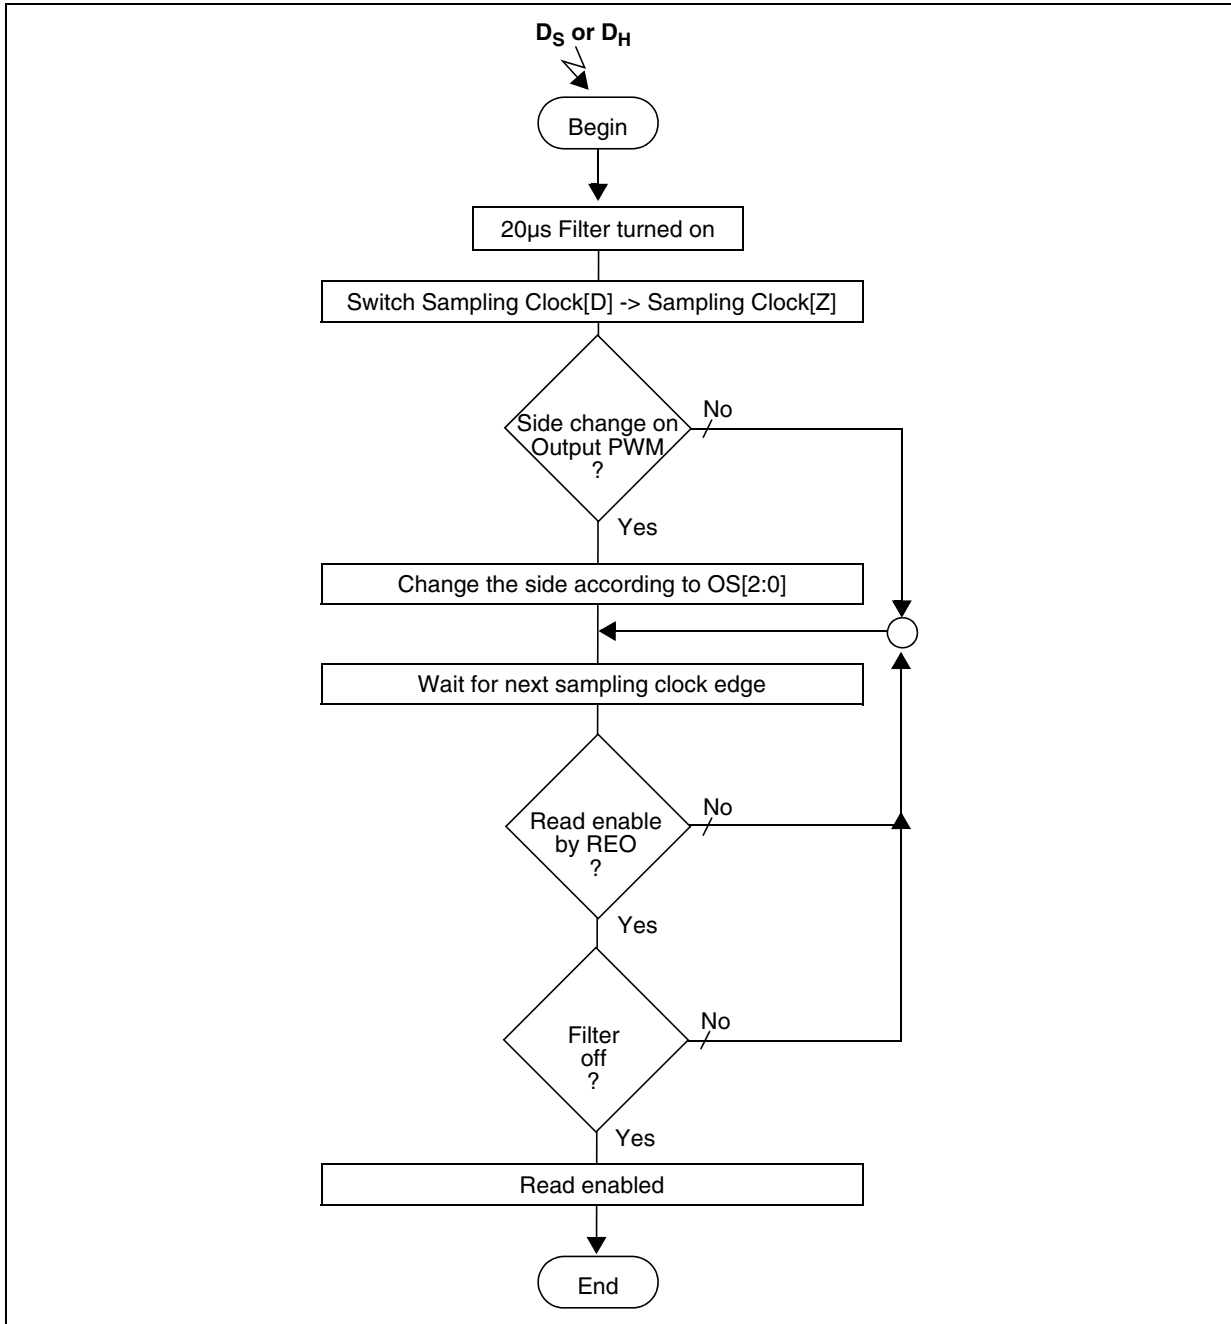 DS or DH
Begin
20µs Filter turned on
Switch Sampling Clock[D] -> Sampling Clock[Z]
Side change on
Output PWM
?
No
Yes
Change the side according to OS[2:0]
Wait for next sampling clock edge
Read enable
by REO
?
No
Yes
Filter
off
?
No
Yes
Read enabled
End